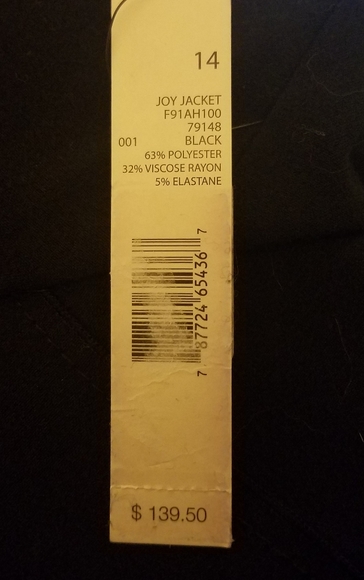 14
JOY JACKET
F91AH100
79148
001 BLACK
63% POLYESTER
32% VISCOSE RAYON
5% ELASTANE
7 87724 65436 7
$ 139.50